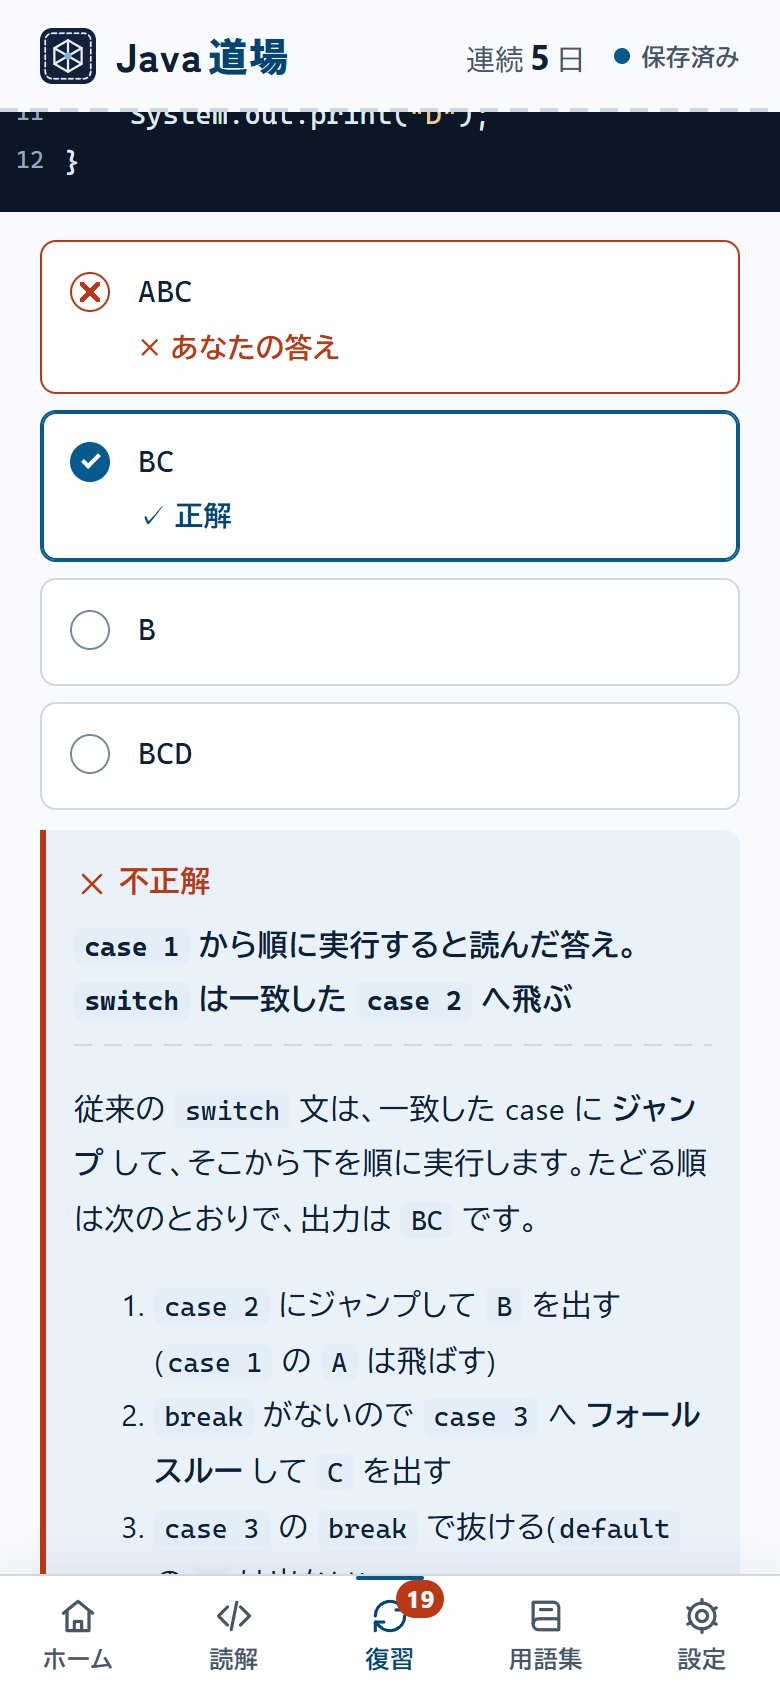 Java 道場
連続 5 日 保存済み
11 System.out.print("D");
12 }
ABC
× あなたの答え
BC
✓ 正解
B
BCD
× 不正解
case 1 から順に実行すると読んだ答え。
switch は一致した case 2 へ飛ぶ
従来の switch 文は、一致した case に ジャン
プ して、そこから下を順に実行します。たどる順
は次のとおりで、出力は BC です。
1. case 2 にジャンプして B を出す
(case 1 の A は飛ばす)
2. break がないので case 3 へ フォール
スルー して C を出す
3. case 3 の break で抜ける(default
19
ホーム 読解 復習 用語集 設定